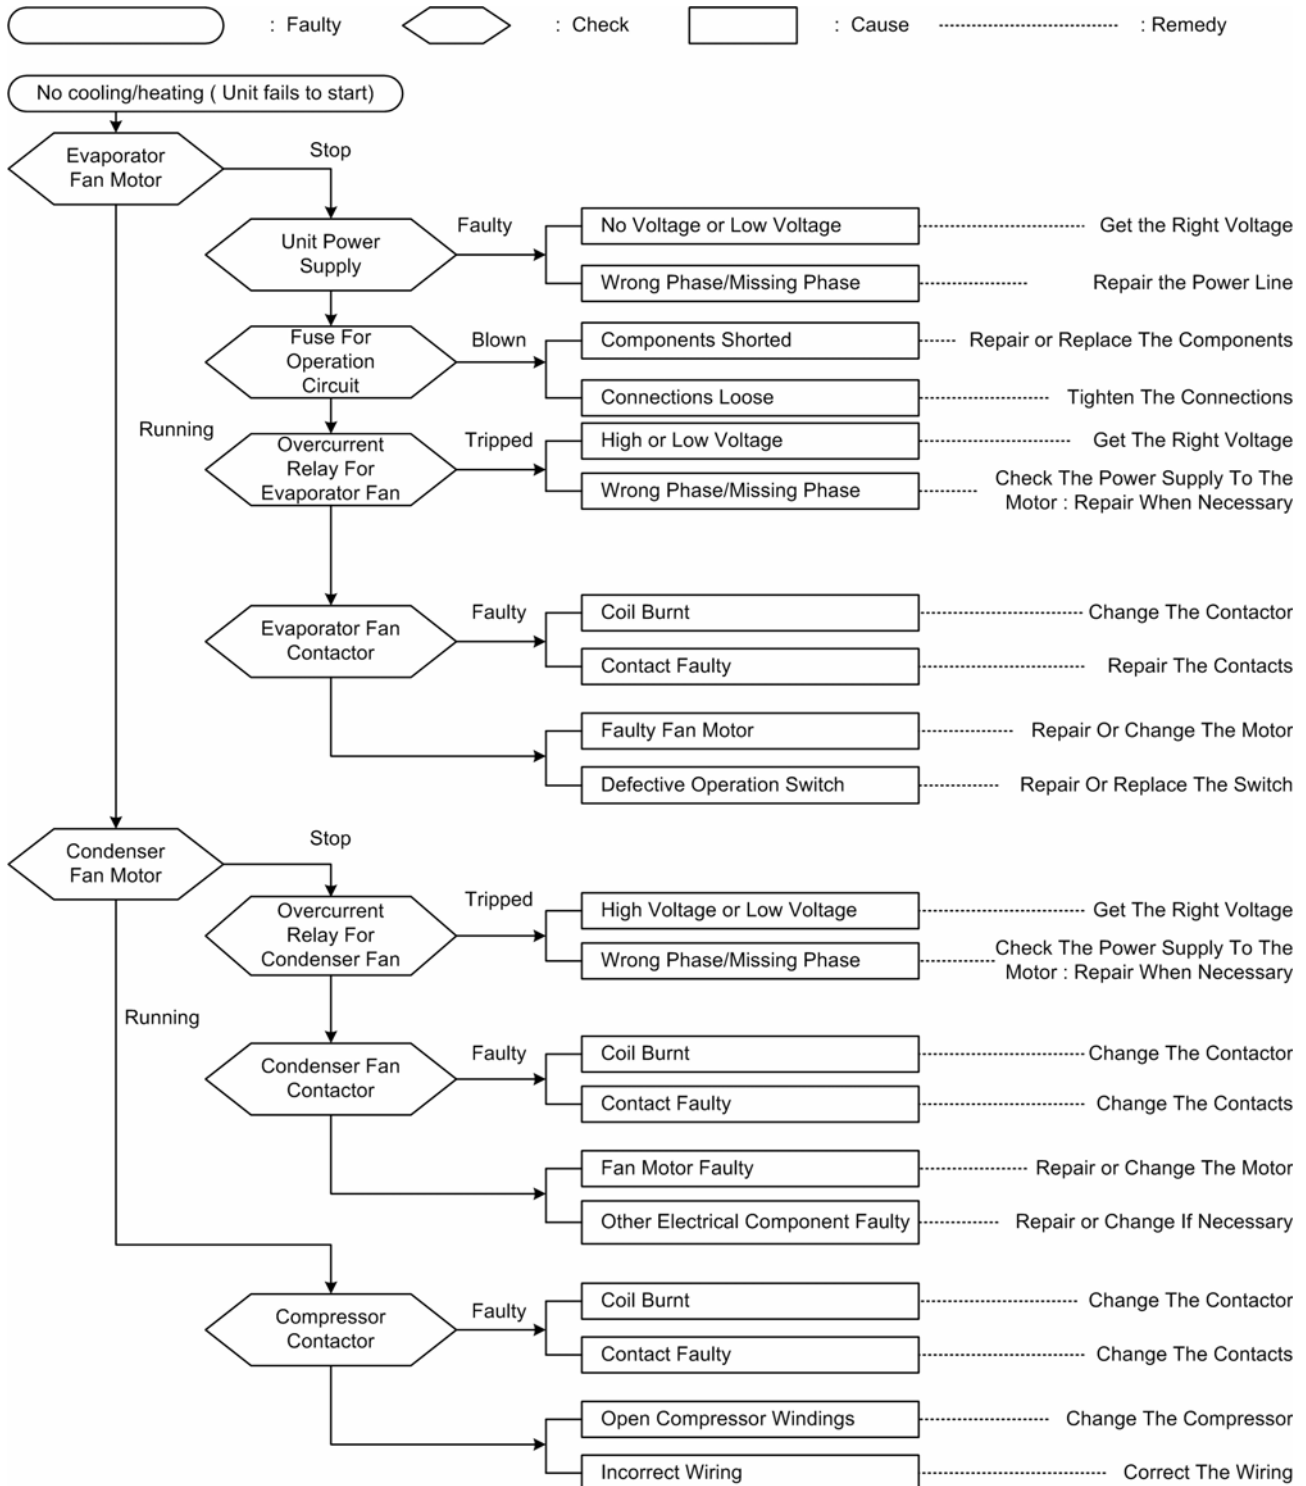 : Faulty
: Check
: Cause
: Remedy
No cooling/heating ( Unit fails to start)
Evaporator
Fan Motor
Stop
Unit Power
Supply
Faulty
No Voltage or Low Voltage
Get the Right Voltage
Wrong Phase/Missing Phase
Repair the Power Line
Fuse For
Operation
Circuit
Blown
Components Shorted
Repair or Replace The Components
Connections Loose
Tighten The Connections
Running
Overcurrent
Relay For
Evaporator Fan
Tripped
High or Low Voltage
Get The Right Voltage
Wrong Phase/Missing Phase
Check The Power Supply To The
Motor : Repair When Necessary
Evaporator Fan
Contactor
Faulty
Coil Burnt
Change The Contactor
Contact Faulty
Repair The Contacts
Faulty Fan Motor
Repair Or Change The Motor
Defective Operation Switch
Repair Or Replace The Switch
Condenser
Fan Motor
Stop
Overcurrent
Relay For
Condenser Fan
Tripped
High Voltage or Low Voltage
Get The Right Voltage
Wrong Phase/Missing Phase
Check The Power Supply To The
Motor : Repair When Necessary
Running
Condenser Fan
Contactor
Faulty
Coil Burnt
Change The Contactor
Contact Faulty
Change The Contacts
Fan Motor Faulty
Repair or Change The Motor
Other Electrical Component Faulty
Repair or Change If Necessary
Compressor
Contactor
Faulty
Coil Burnt
Change The Contactor
Contact Faulty
Change The Contacts
Open Compressor Windings
Change The Compressor
Incorrect Wiring
Correct The Wiring